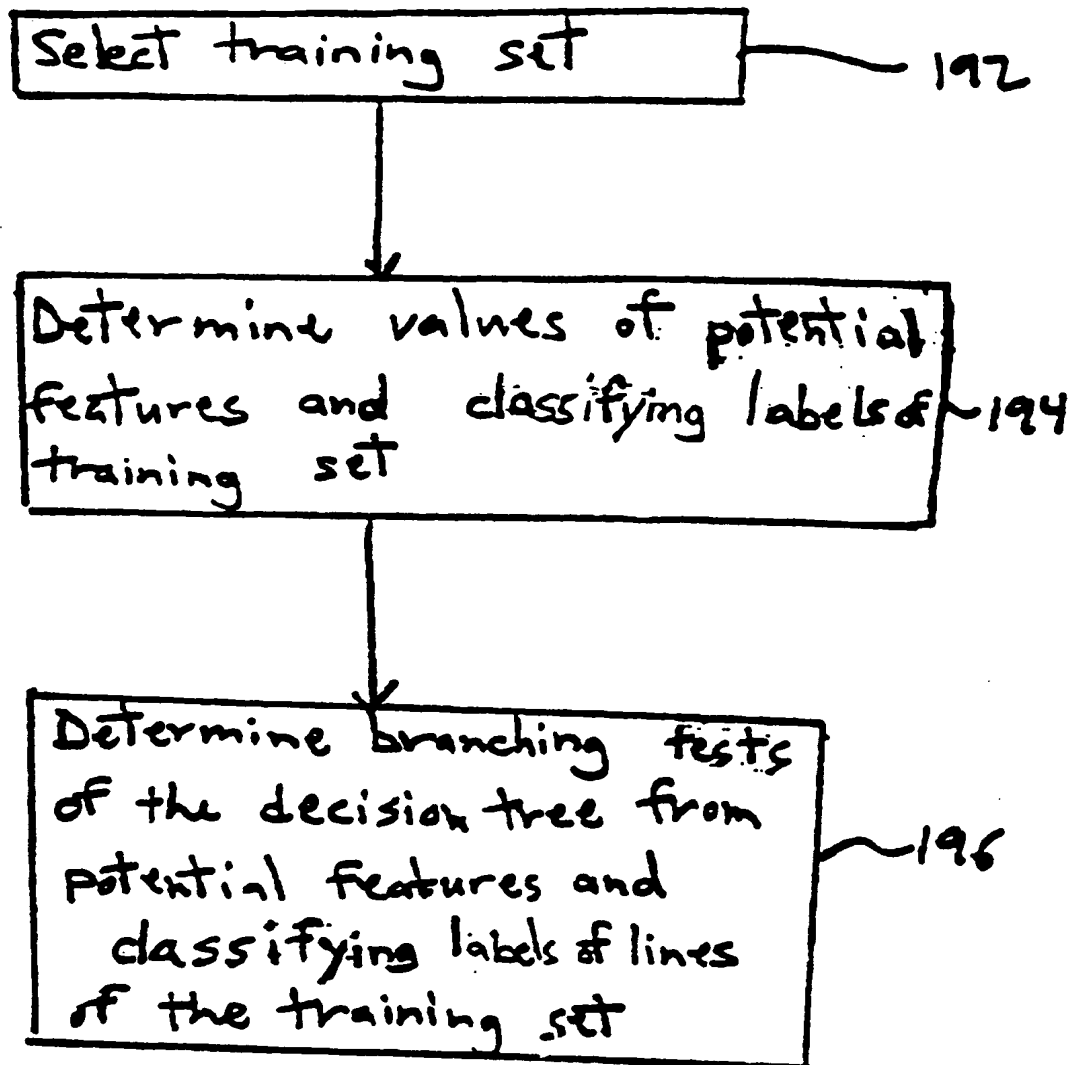 Select training set
192
Determine values of potential
features and classifying labels of
194
training set
Determine branching tests
of the decision tree from
196
potential features and
classifying labels of lines
of the training set